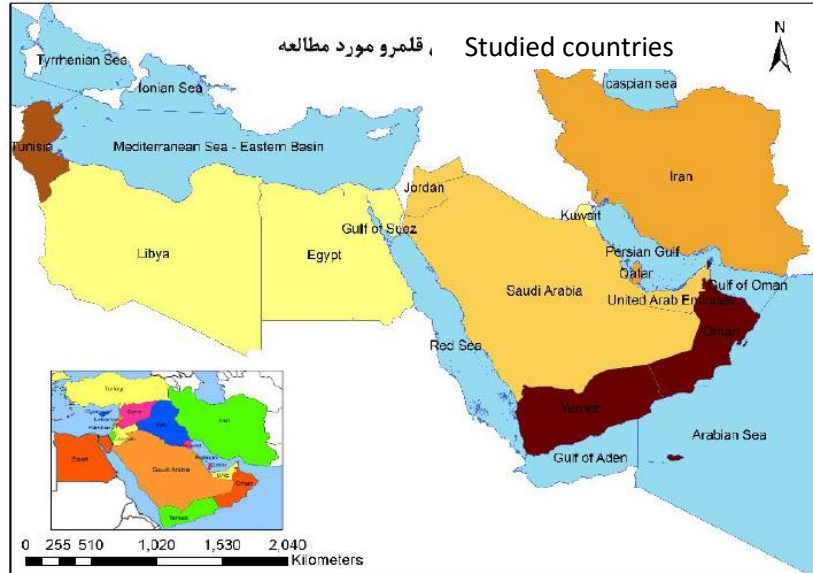 قلمرو مورد مطالعه
Studied countries
N
Tyrrhenian Sea
Ionian Sea
caspian sea
Tunisia
Mediterranean Sea - Eastern Basin
Iran
Jordan
Kuwait
Gulf of Suez
Libya
Egypt
Persian Gulf
Qatar
Gulf of Oman
Saudi Arabia
United Arab Emirates
Oman
Red Sea
Yemen
Arabian Sea
Gulf of Aden
Turkey
Syria
Iran
Egypt
Saudi Arabia
Oman
Yemen
0 255 510 1,020 1,530 2,040
Kilometers